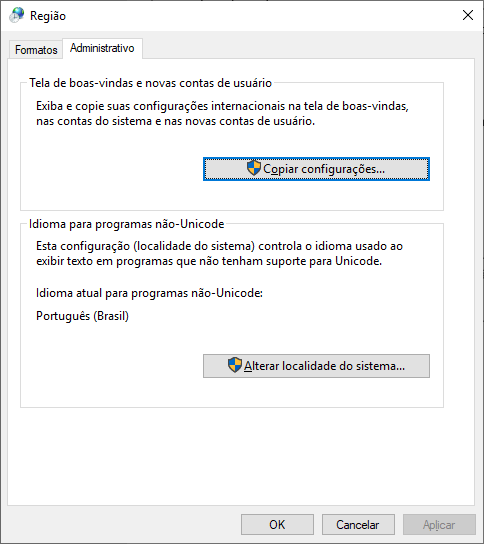 Região
Formatos
Administrativo
Tela de boas-vindas e novas contas de usuário
Exiba e copie suas configurações internacionais na tela de boas-vindas,
nas contas do sistema e nas novas contas de usuário.
Copiar configurações...
Idioma para programas não-Unicode
Esta configuração (localidade do sistema) controla o idioma usado ao
exibir texto em programas que não tenham suporte para Unicode.
Idioma atual para programas não-Unicode:
Português (Brasil)
Alterar localidade do sistema...
OK
Cancelar
Aplicar